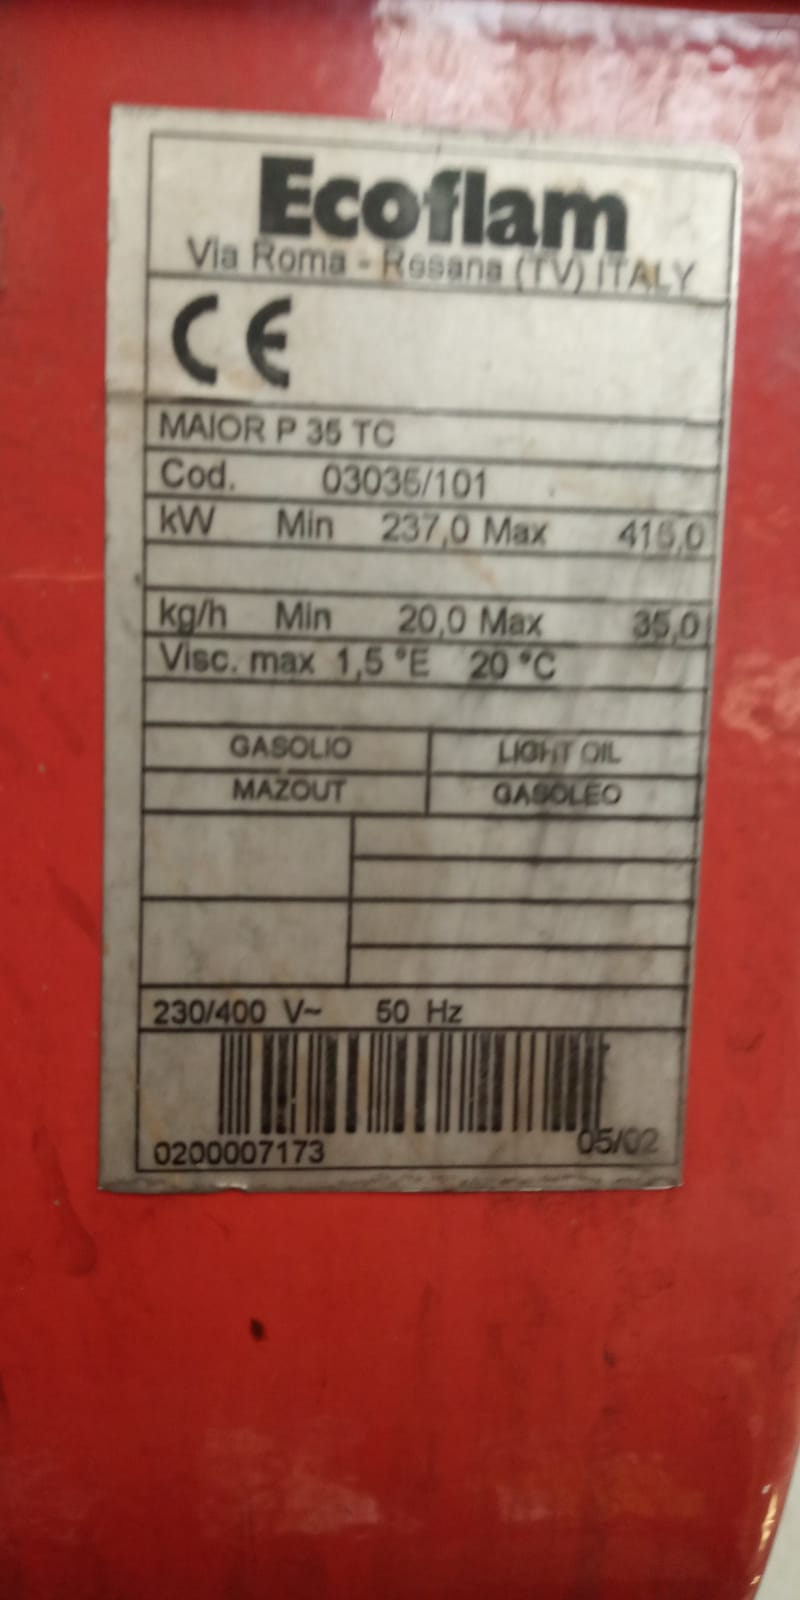 Ecoflam
Via Roma - Resana (TV) ITALY
CE
MAIOR P 35 TC
Cod. 03035/101
kW Min 237,0 Max 415,0
kg/h Min 20,0 Max 35,0
Visc. max 1,5 °E 20 °C
GASOLIO LIGHT OIL
MAZOUT GASOLEO
230/400 V~ 50 Hz
0200007173 05/02